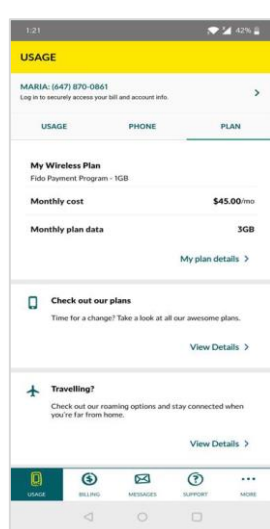 1:21 42%
USAGE
MARIA: (647) 870-0861
Log in to securely access your bill and account info.
USAGE PHONE PLAN
My Wireless Plan
Fido Payment Program - 1GB
Monthly cost $45.00/mo
Monthly plan data 3GB
My plan details >
Check out our plans
Time for a change? Take a look at all our awesome plans.
View Details >
Travelling?
Check out our roaming options and stay connected when
you're far from home.
View Details >
USAGE BILLING MESSAGES SUPPORT MORE